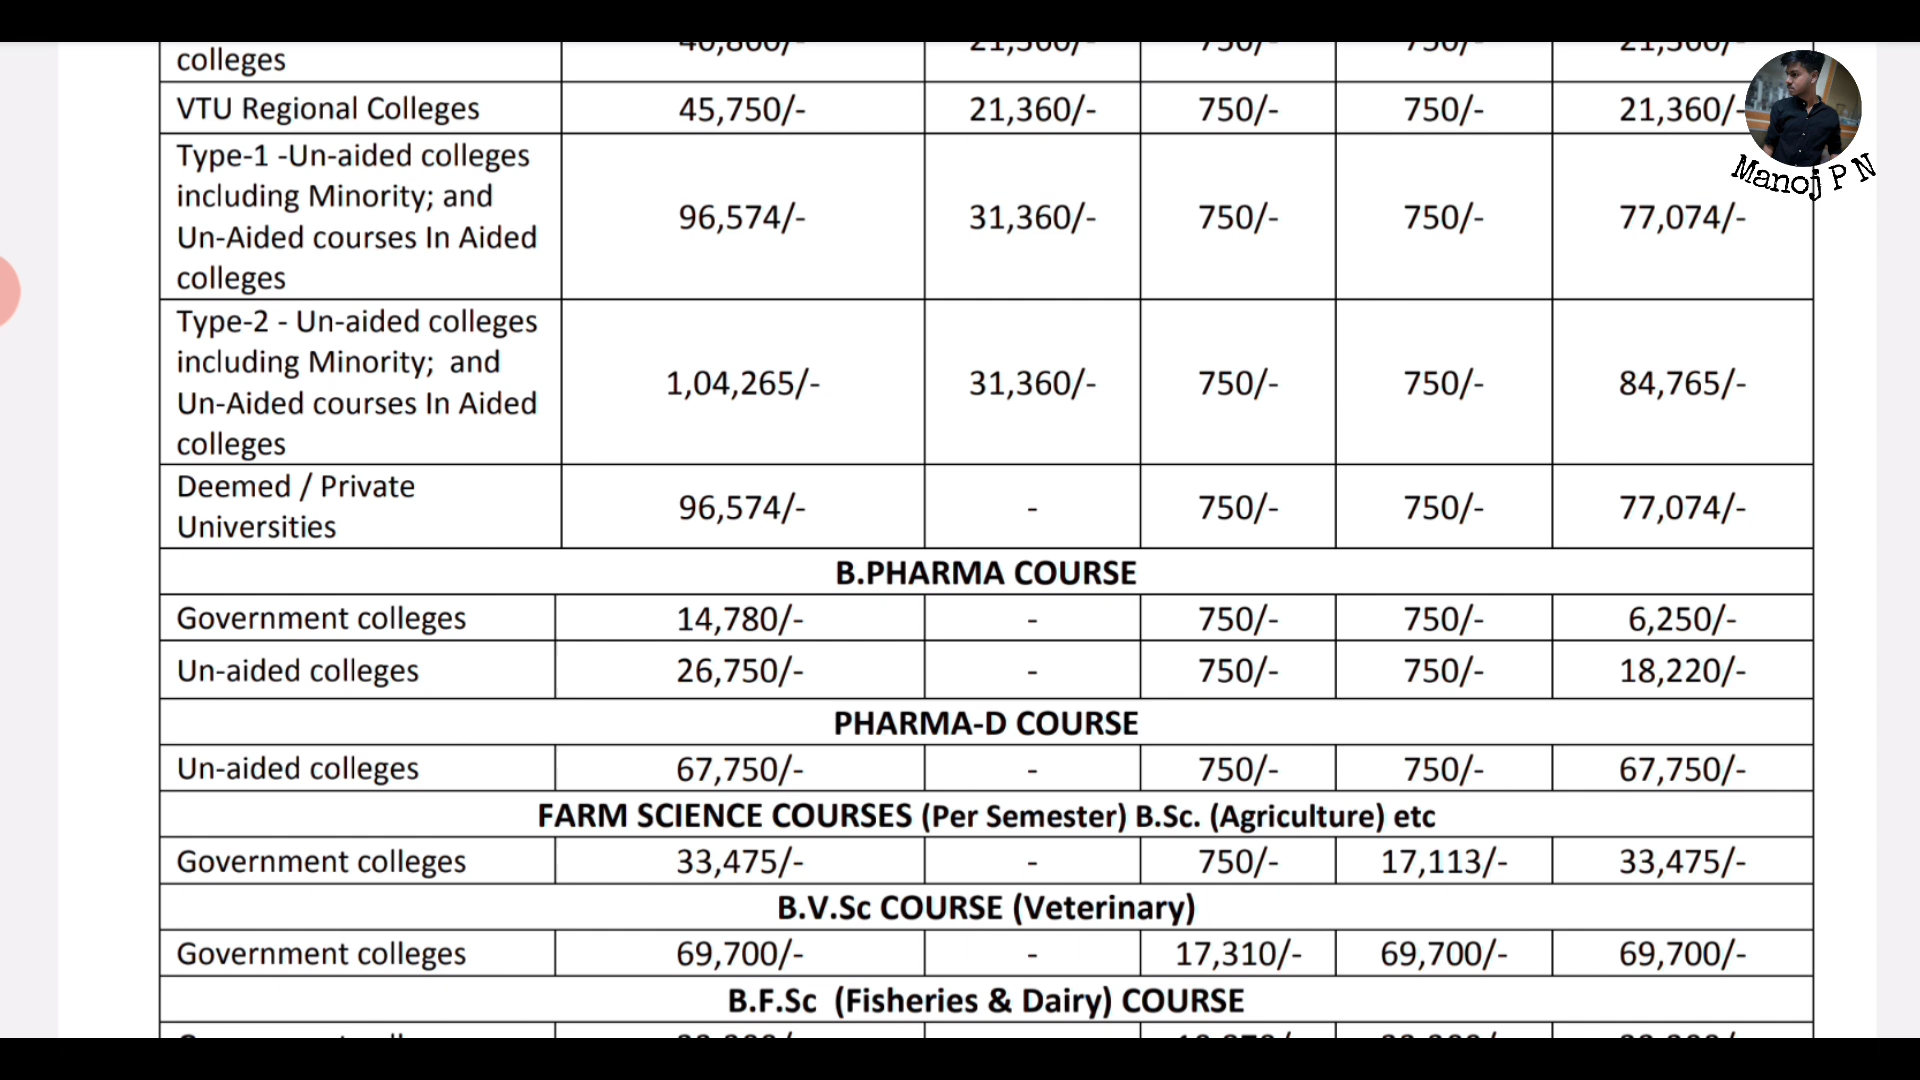 colleges
VTU Regional Colleges 45,750/- 21,360/- 750/- 750/- 21,360/-
Type-1 -Un-aided colleges
including Minority; and
Un-Aided courses In Aided
colleges
96,574/- 31,360/- 750/- 750/- 77,074/-
Type-2 - Un-aided colleges
including Minority; and
Un-Aided courses In Aided
colleges
1,04,265/- 31,360/- 750/- 750/- 84,765/-
Deemed / Private
Universities
96,574/- - 750/- 750/- 77,074/-
B.PHARMA COURSE
Government colleges 14,780/- - 750/- 750/- 6,250/-
Un-aided colleges 26,750/- - 750/- 750/- 18,220/-
PHARMA-D COURSE
Un-aided colleges 67,750/- - 750/- 750/- 67,750/-
FARM SCIENCE COURSES (Per Semester) B.Sc. (Agriculture) etc
Government colleges 33,475/- - 750/- 17,113/- 33,475/-
B.V.Sc COURSE (Veterinary)
Government colleges 69,700/- - 17,310/- 69,700/- 69,700/-
B.F.Sc (Fisheries & Dairy) COURSE
Manoj P N